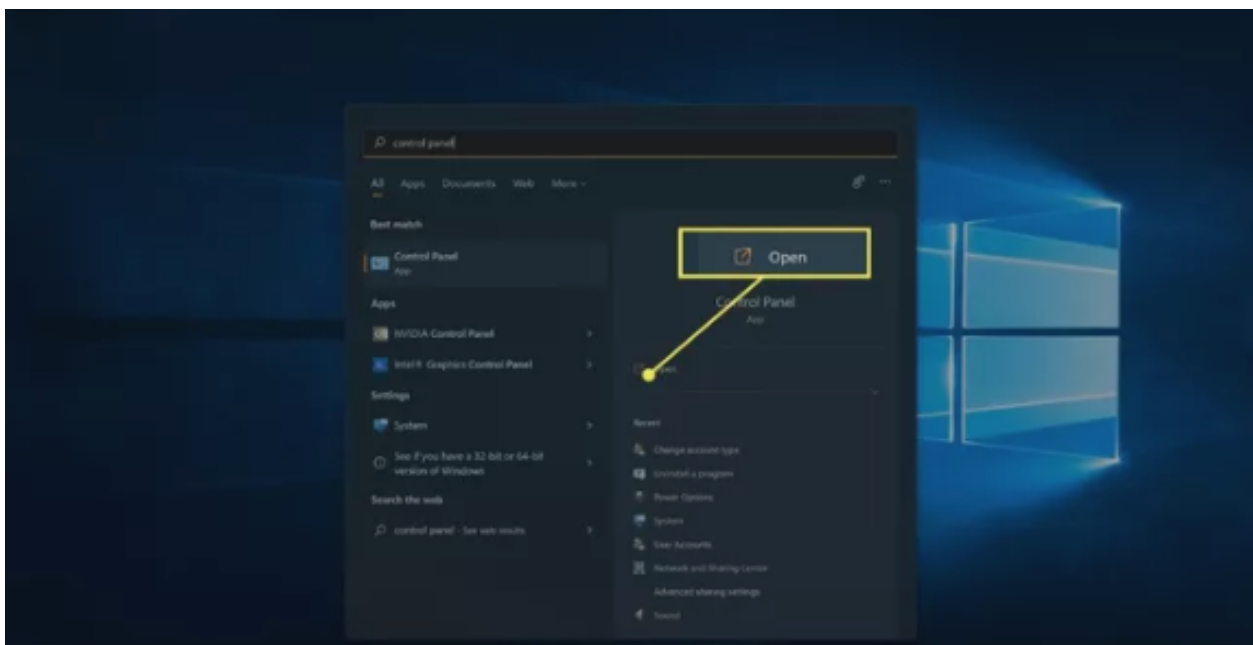 control panel
All Apps Documents Web More
Best match
Control Panel
App
Apps
NVIDIA Control Panel
Intel® Graphics Control Panel
Settings
System
See if you have a 32-bit or 64-bit
version of Windows
Search the web
control panel - See web results
Open
Control Panel
App
Open
Recent
Change account type
Uninstall a program
Power Options
System
User Accounts
Network and Sharing Center
Advanced sharing settings
Sound